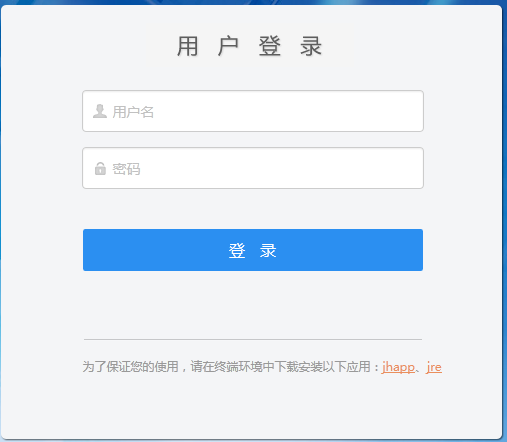 用 户 登 录
用户名
密码
登 录
为了保证您的使用，请在终端环境中下载安装以下应用：jhapp、jre